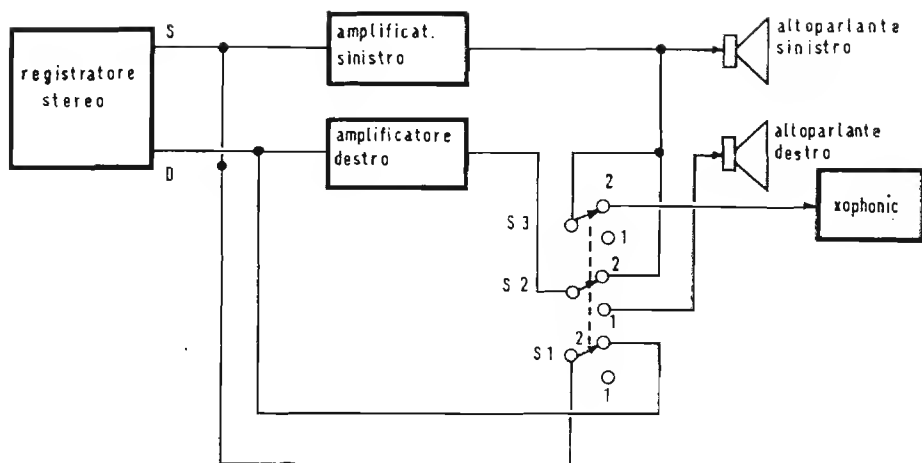 S
registratore
stereo
D
amplificat.
sinistro
amplificatore
destro
altoparlante
sinistro
altoparlante
destro
xophonic
2
S 3
1
2
S 2
1
2
S 1
1